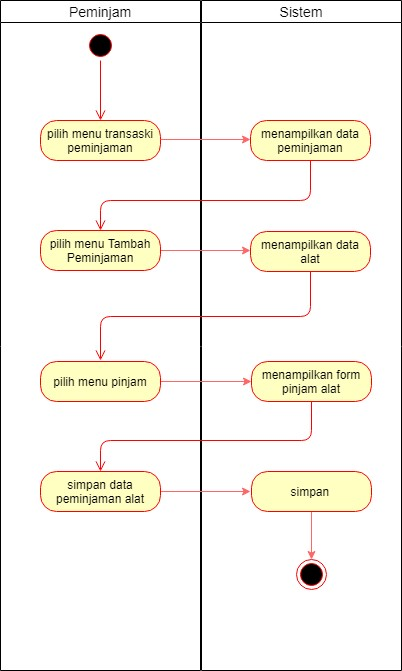 Peminjam
Sistem
pilih menu transaski
peminjaman
menampilkan data
peminjaman
pilih menu Tambah
Peminjaman
menampilkan data
alat
pilih menu pinjam
menampilkan form
pinjam alat
simpan data
peminjaman alat
simpan